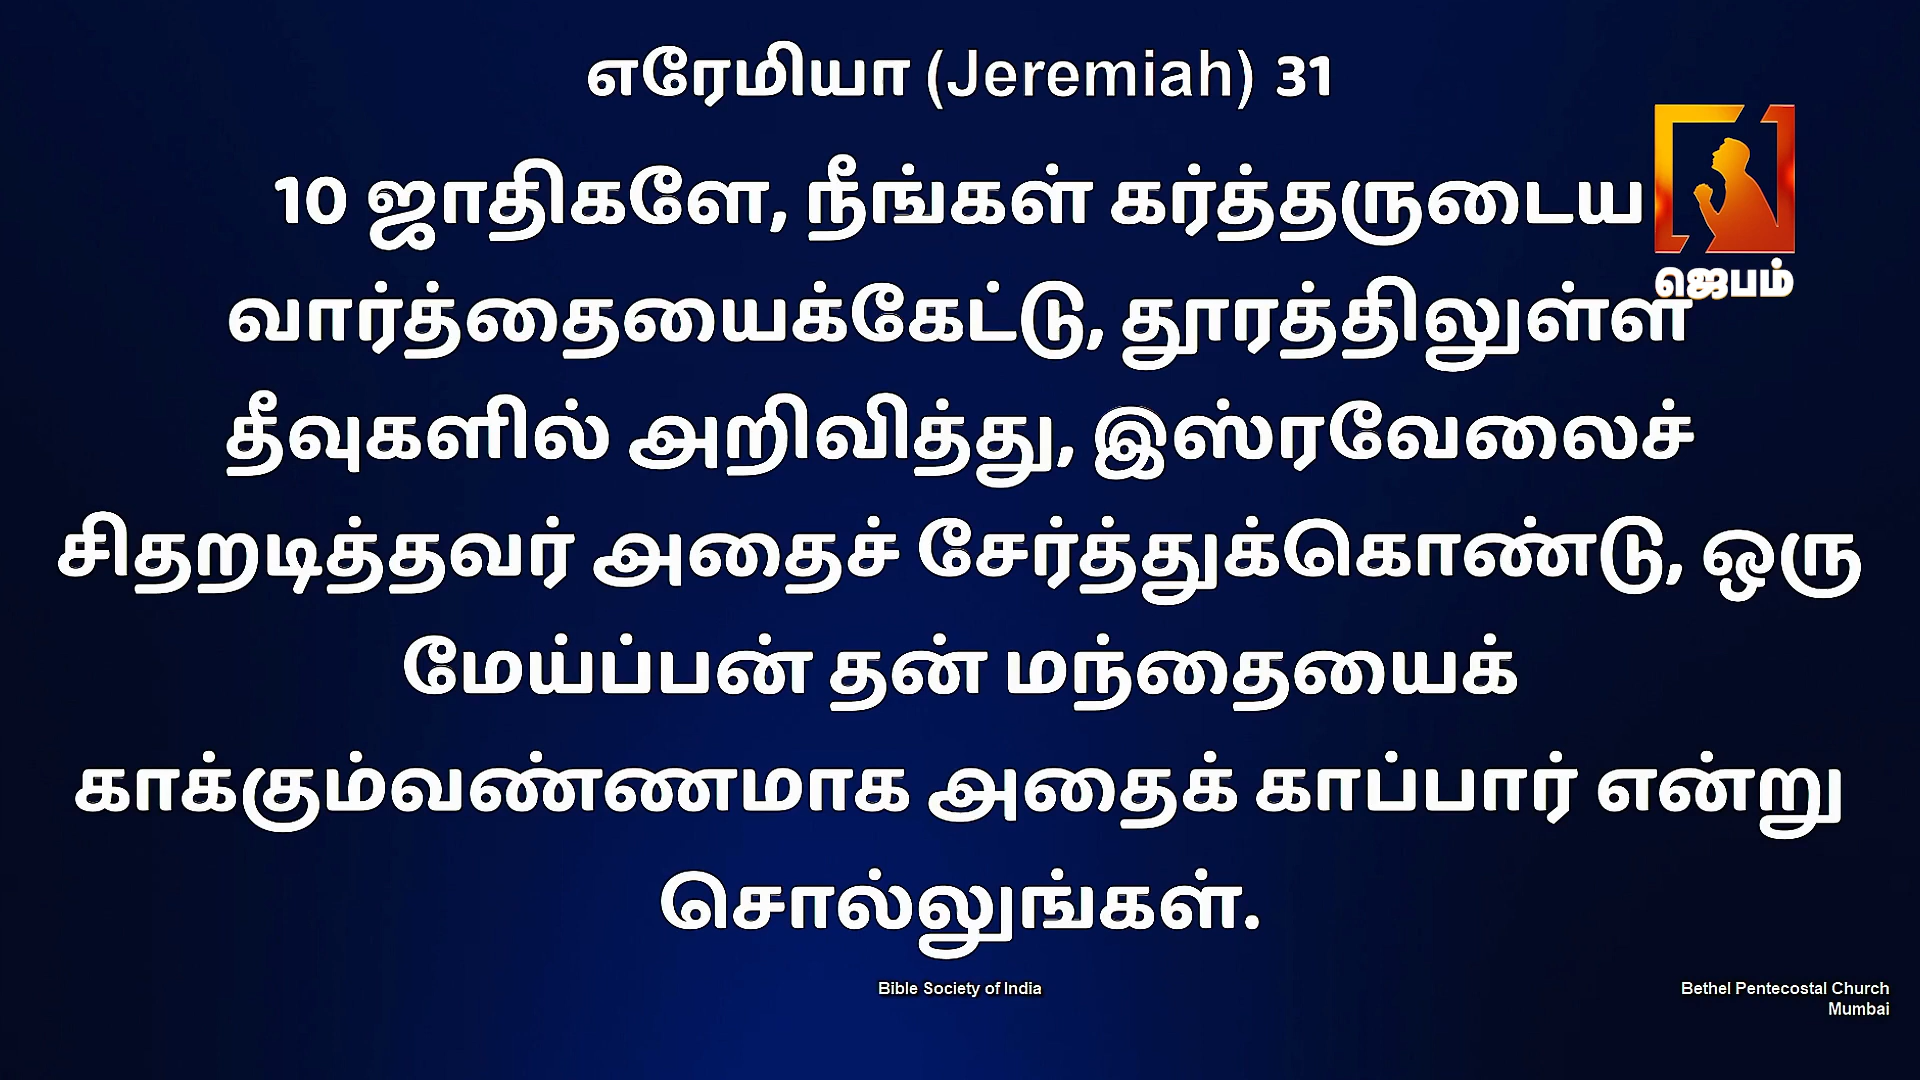 எரேமியா (Jeremiah) 31
10 ஜாதிகளே, நீங்கள் கர்த்தருடைய
வார்த்தையைக்கேட்டு, தூரத்திலுள்ள
தீவுகளில் அறிவித்து, இஸ்ரவேலைச்
சிதறடித்தவர் அதைச் சேர்த்துக்கொண்டு, ஒரு
மேய்ப்பன் தன் மந்தையைக்
காக்கும்வண்ணமாக அதைக் காப்பார் என்று
சொல்லுங்கள்.
ஜெபம்
Bible Society of India
Bethel Pentecostal Church
Mumbai